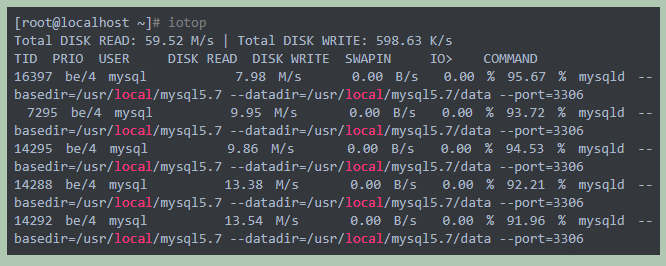 [root@localhost ~]# iotop
Total DISK READ: 59.52 M/s | Total DISK WRITE: 598.63 K/s
TID PRIO USER DISK READ DISK WRITE SWAPIN IO> COMMAND
16397 be/4 mysql 7.98 M/s 0.00 B/s 0.00 % 95.67 % mysqld --
basedir=/usr/local/mysql5.7 --datadir=/usr/local/mysql5.7/data --port=3306
7295 be/4 mysql 9.95 M/s 0.00 B/s 0.00 % 93.72 % mysqld --
basedir=/usr/local/mysql5.7 --datadir=/usr/local/mysql5.7/data --port=3306
14295 be/4 mysql 9.86 M/s 0.00 B/s 0.00 % 94.53 % mysqld --
basedir=/usr/local/mysql5.7 --datadir=/usr/local/mysql5.7/data --port=3306
14288 be/4 mysql 13.38 M/s 0.00 B/s 0.00 % 92.21 % mysqld --
basedir=/usr/local/mysql5.7 --datadir=/usr/local/mysql5.7/data --port=3306
14292 be/4 mysql 13.54 M/s 0.00 B/s 0.00 % 91.96 % mysqld --
basedir=/usr/local/mysql5.7 --datadir=/usr/local/mysql5.7/data --port=3306